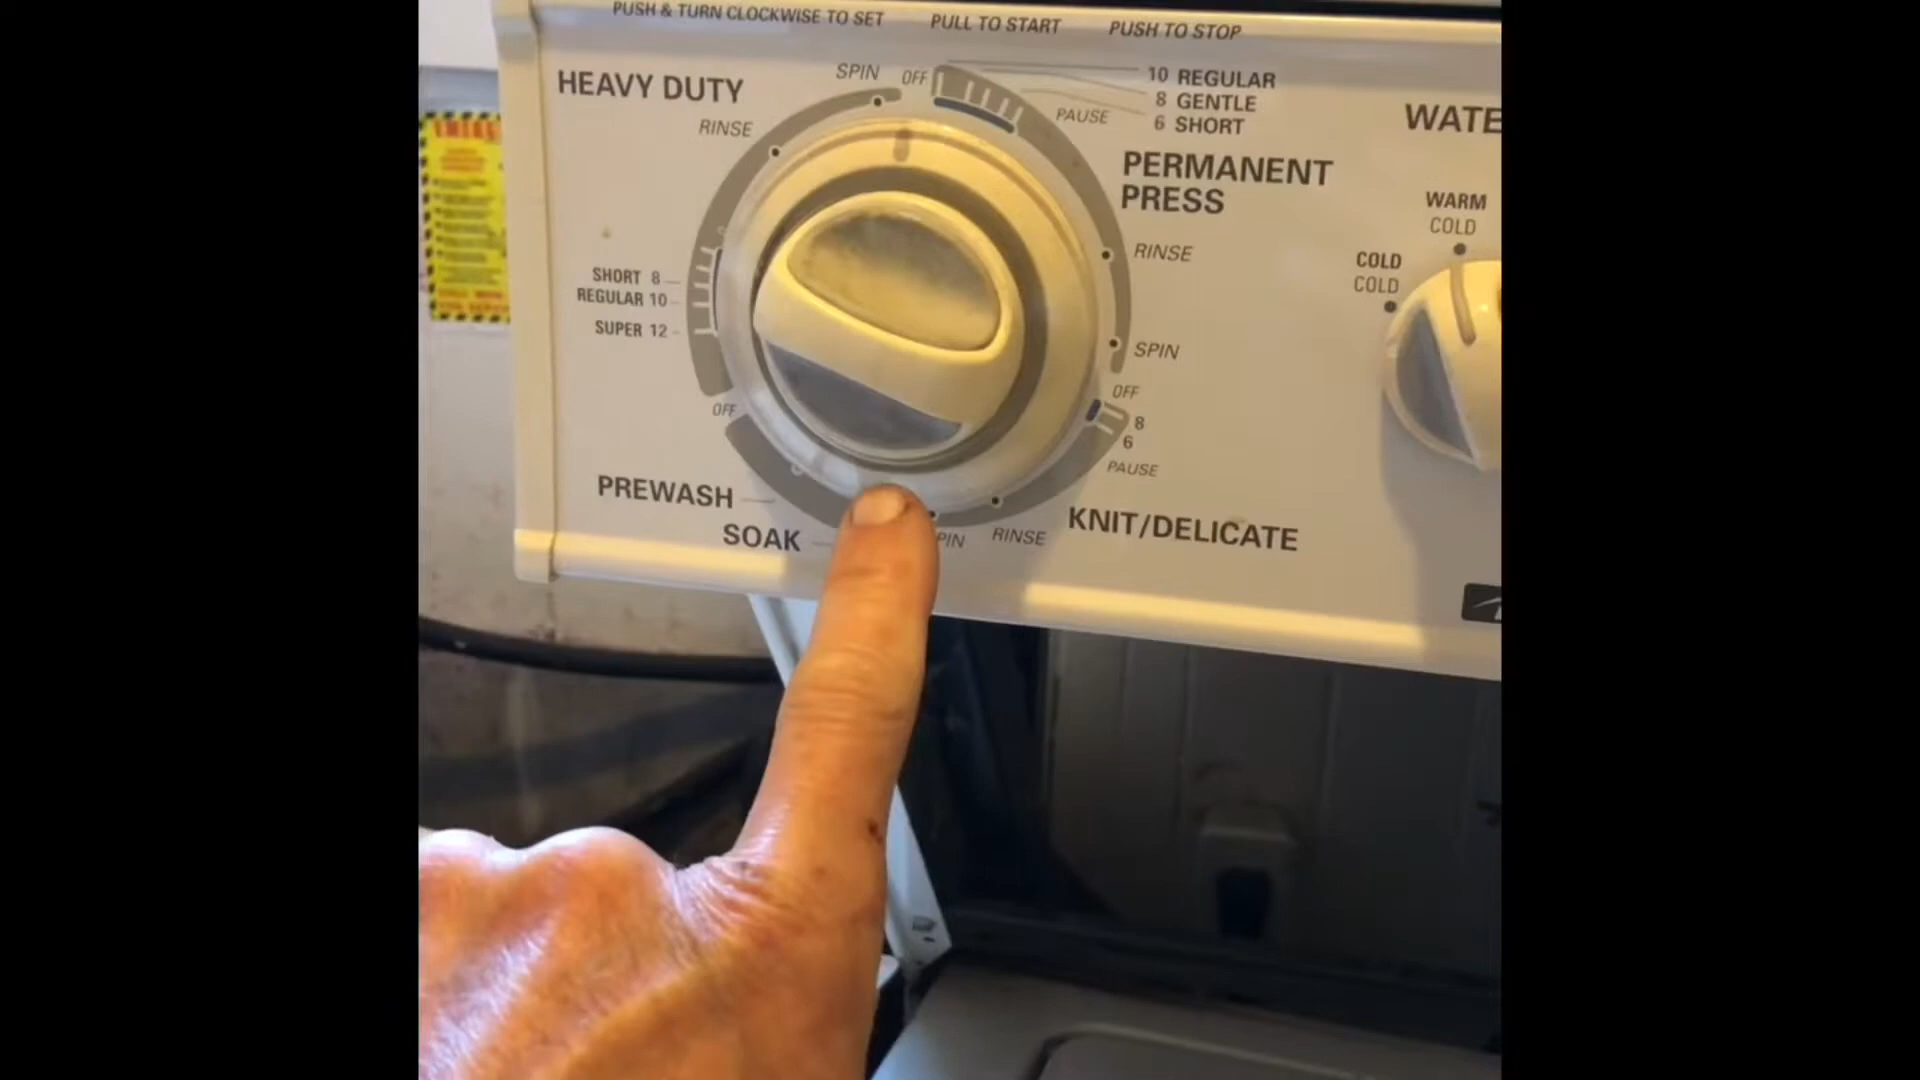 PUSH & TURN CLOCKWISE TO SET PULL TO START PUSH TO STOP
HEAVY DUTY
SPIN
OFF
RINSE
10 REGULAR
8 GENTLE
6 SHORT
PAUSE
PERMANENT
PRESS
RINSE
SPIN
OFF
8
6
PAUSE
SHORT 8
REGULAR 10
SUPER 12
OFF
PREWASH
SOAK
PIN
RINSE
KNIT/DELICATE
WATE
WARM
COLD
COLD
COLD